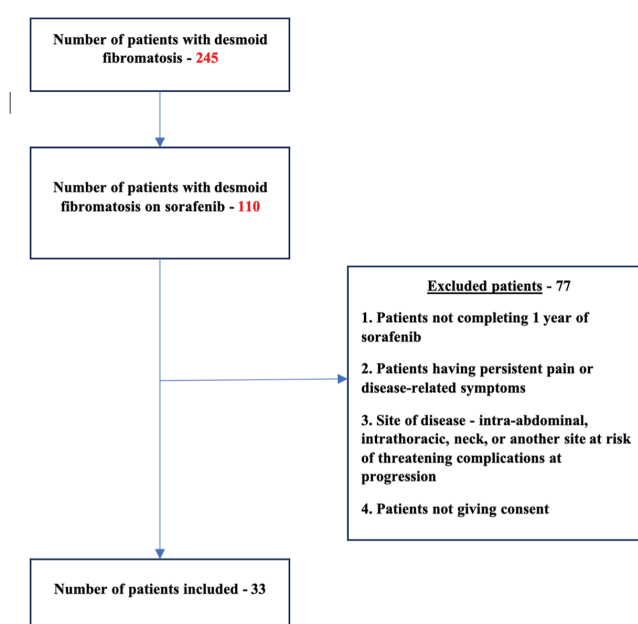 Number of patients with desmoid
fibromatosis - 245
Number of patients with desmoid
fibromatosis on sorafenib - 110
Excluded patients - 77
1. Patients not completing 1 year of
sorafenib
2. Patients having persistent pain or
disease-related symptoms
3. Site of disease - intra-abdominal,
intrathoracic, neck, or another site at risk
of threatening complications at
progression
4. Patients not giving consent
Number of patients included - 33